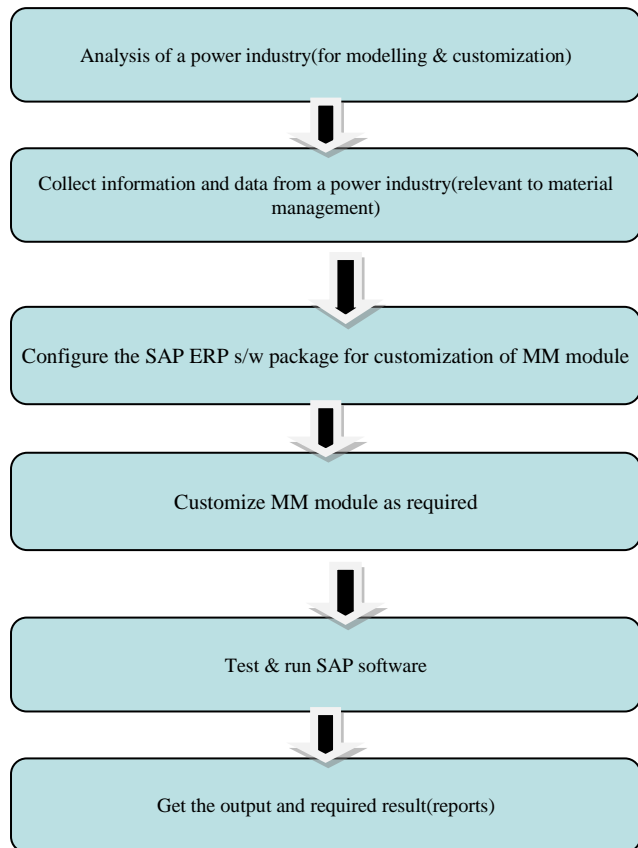 Analysis of a power industry(for modelling & customization)
Collect information and data from a power industry(relevant to material
management)
Configure the SAP ERP s/w package for customization of MM module
Customize MM module as required
Test & run SAP software
Get the output and required result(reports)